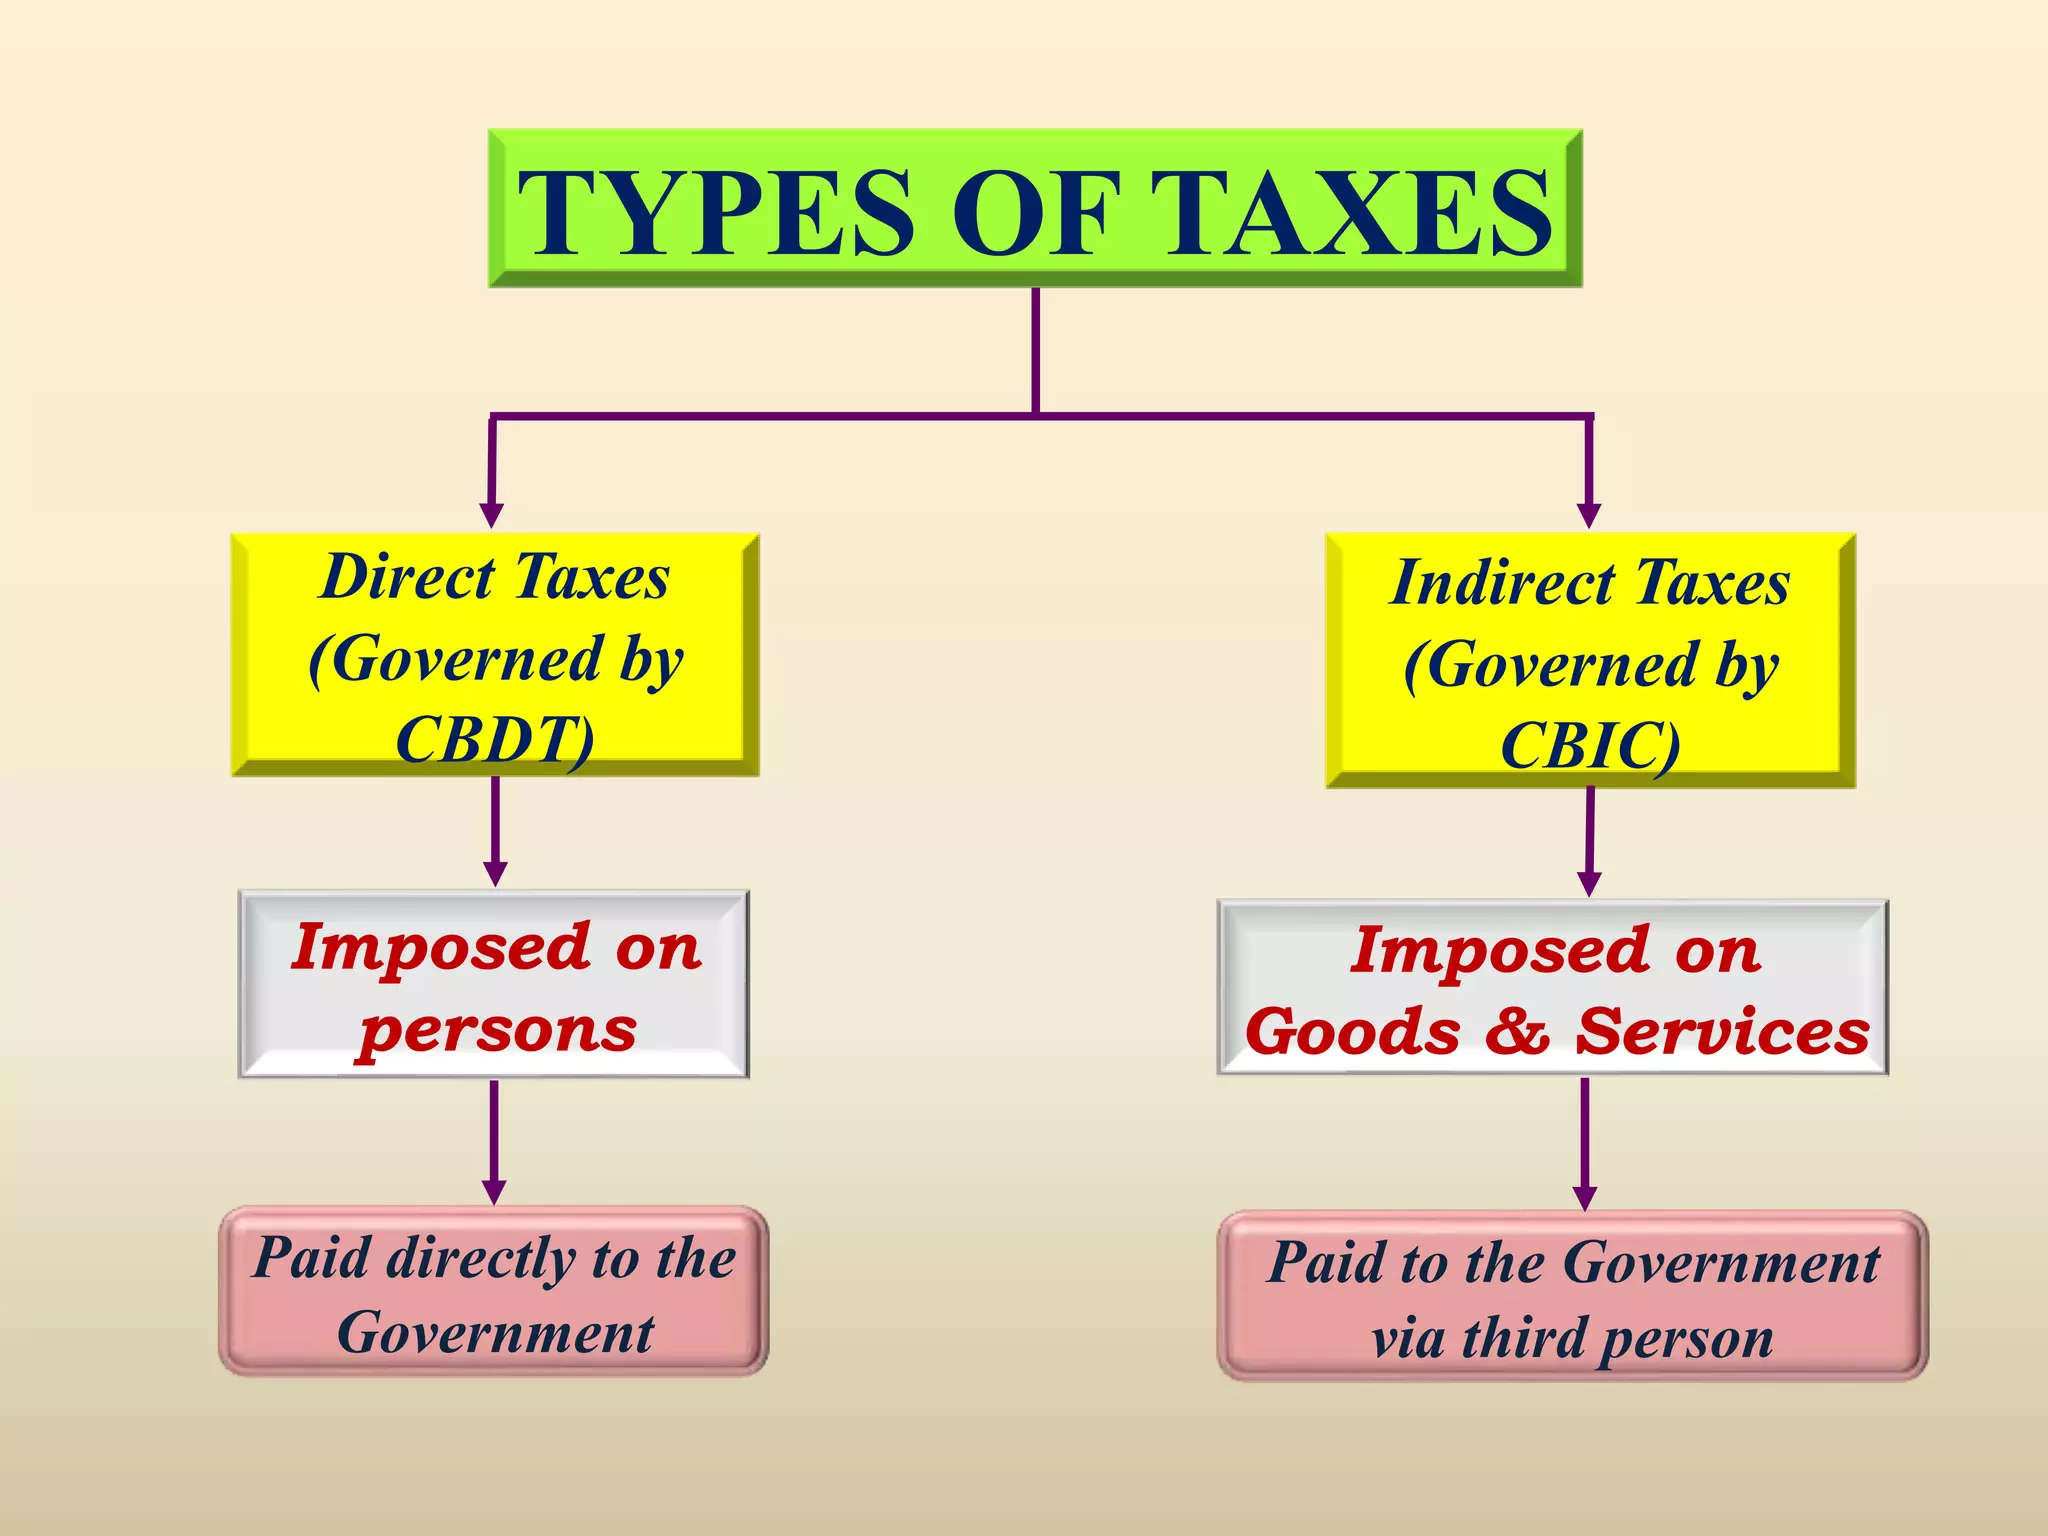 TYPES OF TAXES
Direct Taxes
(Governed by
CBDT)
Indirect Taxes
(Governed by
CBIC)
Imposed on
persons
Imposed on
Goods & Services
Paid directly to the
Government
Paid to the Government
via third person